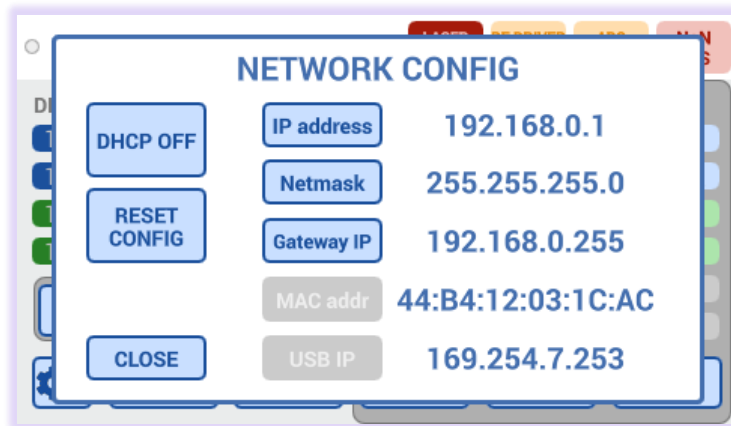 NETWORK CONFIG
DHCP OFF
IP address 192.168.0.1
Netmask 255.255.255.0
RESET
CONFIG
Gateway IP 192.168.0.255
MAC addr 44:B4:12:03:1C:AC
CLOSE
USB IP 169.254.7.253